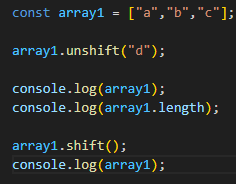 const array1 = ["a","b","c"];
array1.unshift("d");
console.log(array1);
console.log(array1.length);
array1.shift();
console.log(array1);